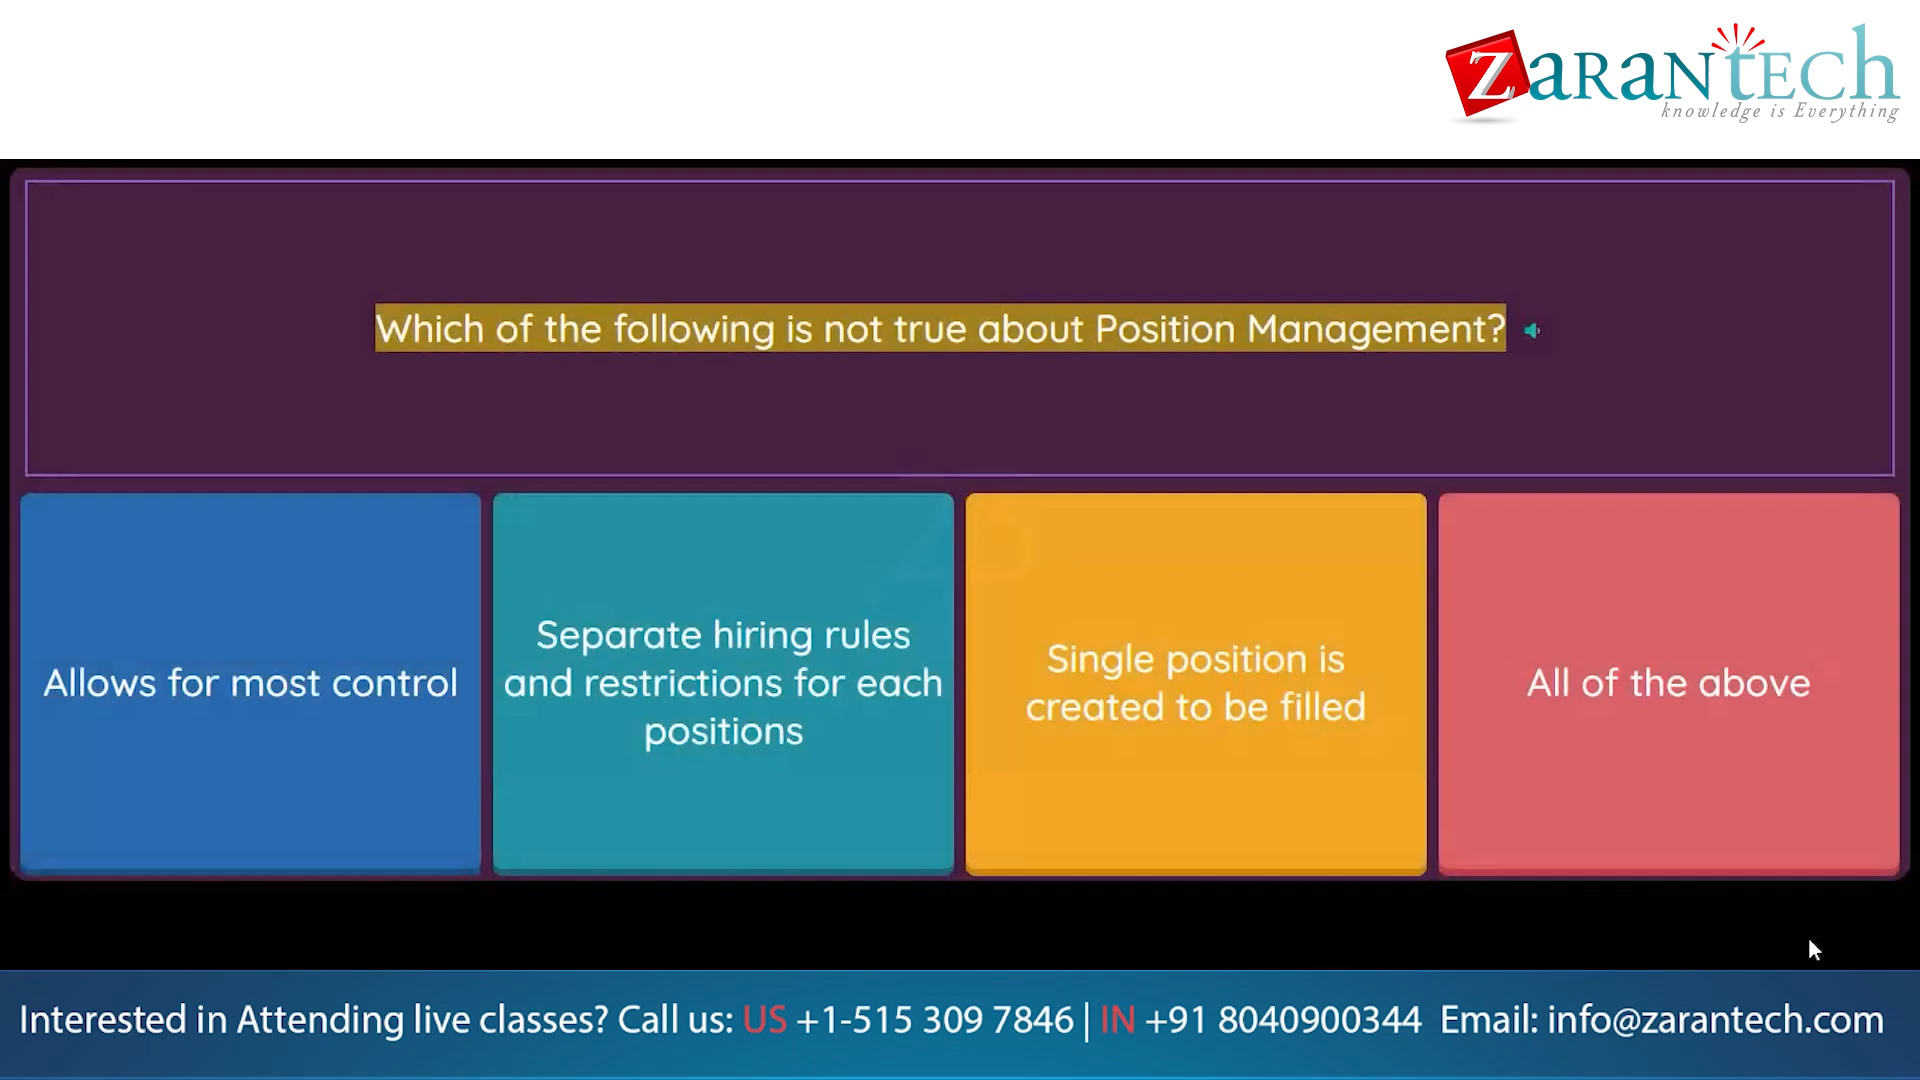 ZaranTech
knowledge is Everything
Which of the following is not true about Position Management?
Allows for most control
Separate hiring rules
and restrictions for each
positions
Single position is
created to be filled
All of the above
Interested in Attending live classes? Call us: US +1-515 309 7846 | IN +91 8040900344 Email: info@zarantech.com